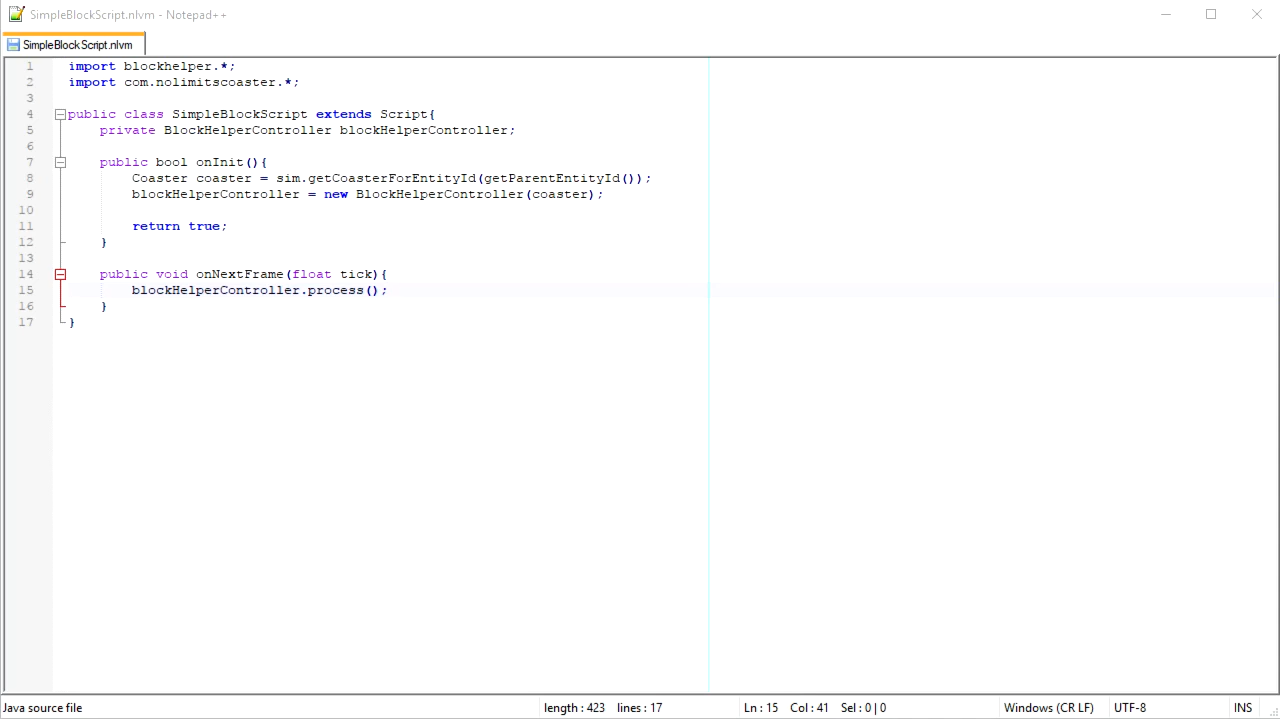 SimpleBlockScript.nlvm - Notepad++
SimpleBlockScript.nlvm
1 import blockhelper.*;
2 import com.nolimitscoaster.*;
3
4 public class SimpleBlockScript extends Script{
5 private BlockHelperController blockHelperController;
6
7 public bool onInit(){
8 Coaster coaster = sim.getCoasterForEntityId(getParentEntityId());
9 blockHelperController = new BlockHelperController(coaster);
10
11 return true;
12 }
13
14 public void onNextFrame(float tick){
15 blockHelperController.process();
16 }
17 }
Java source file length : 423 lines : 17 Ln : 15 Col : 41 Sel : 0 | 0 Windows (CR LF) UTF-8 INS